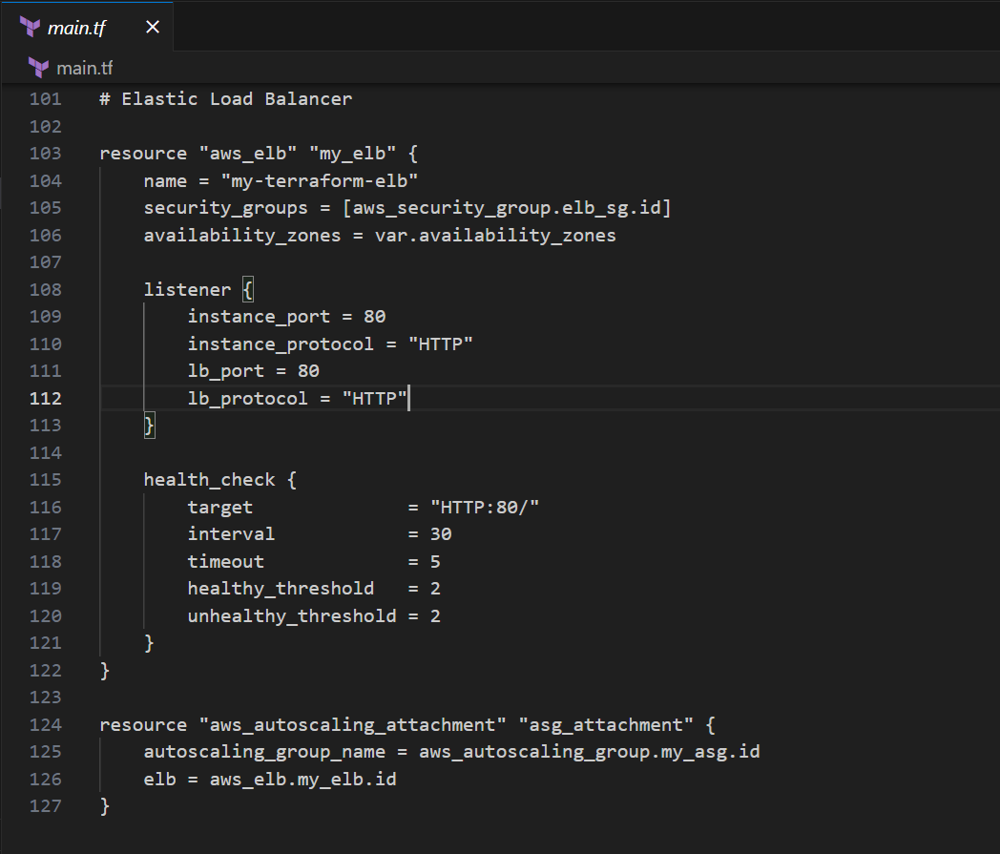 main.tf
main.tf
101 # Elastic Load Balancer
102
103 resource "aws_elb" "my_elb" {
104     name = "my-terraform-elb"
105     security_groups = [aws_security_group.elb_sg.id]
106     availability_zones = var.availability_zones
107
108     listener {
109         instance_port = 80
110         instance_protocol = "HTTP"
111         lb_port = 80
112         lb_protocol = "HTTP"
113     }
114
115     health_check {
116         target              = "HTTP:80/"
117         interval            = 30
118         timeout             = 5
119         healthy_threshold   = 2
120         unhealthy_threshold = 2
121     }
122 }
123
124 resource "aws_autoscaling_attachment" "asg_attachment" {
125     autoscaling_group_name = aws_autoscaling_group.my_asg.id
126     elb = aws_elb.my_elb.id
127 }